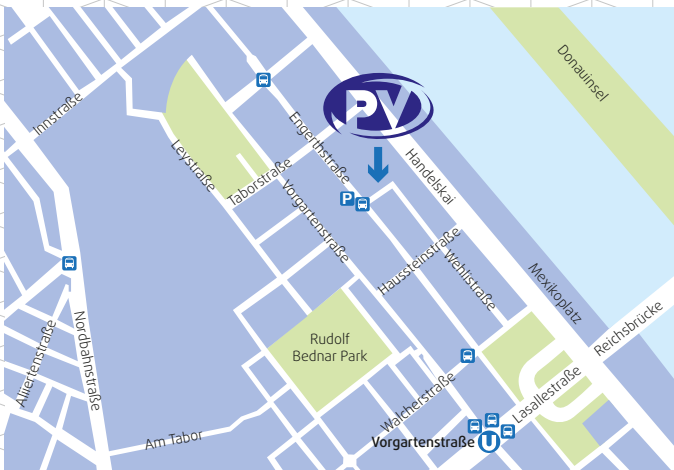 Donauinsel
PV
Innstraße
Engerthstraße
Leystraße
Handelskai
Taborstraße
P
Vorgartenstraße
Haussteinstraße
Wehlistraße
Mexikoplatz
Reichsbrücke
Nordbahnstraße
Alliiertenstraße
Rudolf
Bednar Park
Walcherstraße
Lasallestraße
Am Tabor
Vorgartenstraße
U